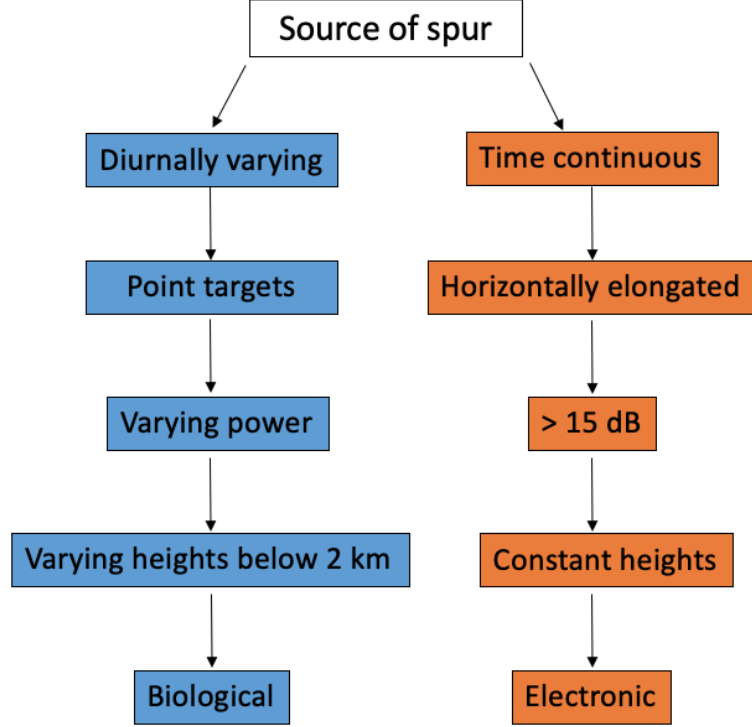 Source of spur
Diurnally varying
Time continuous
Point targets
Horizontally elongated
Varying power
> 15 dB
Varying heights below 2 km
Constant heights
Biological
Electronic